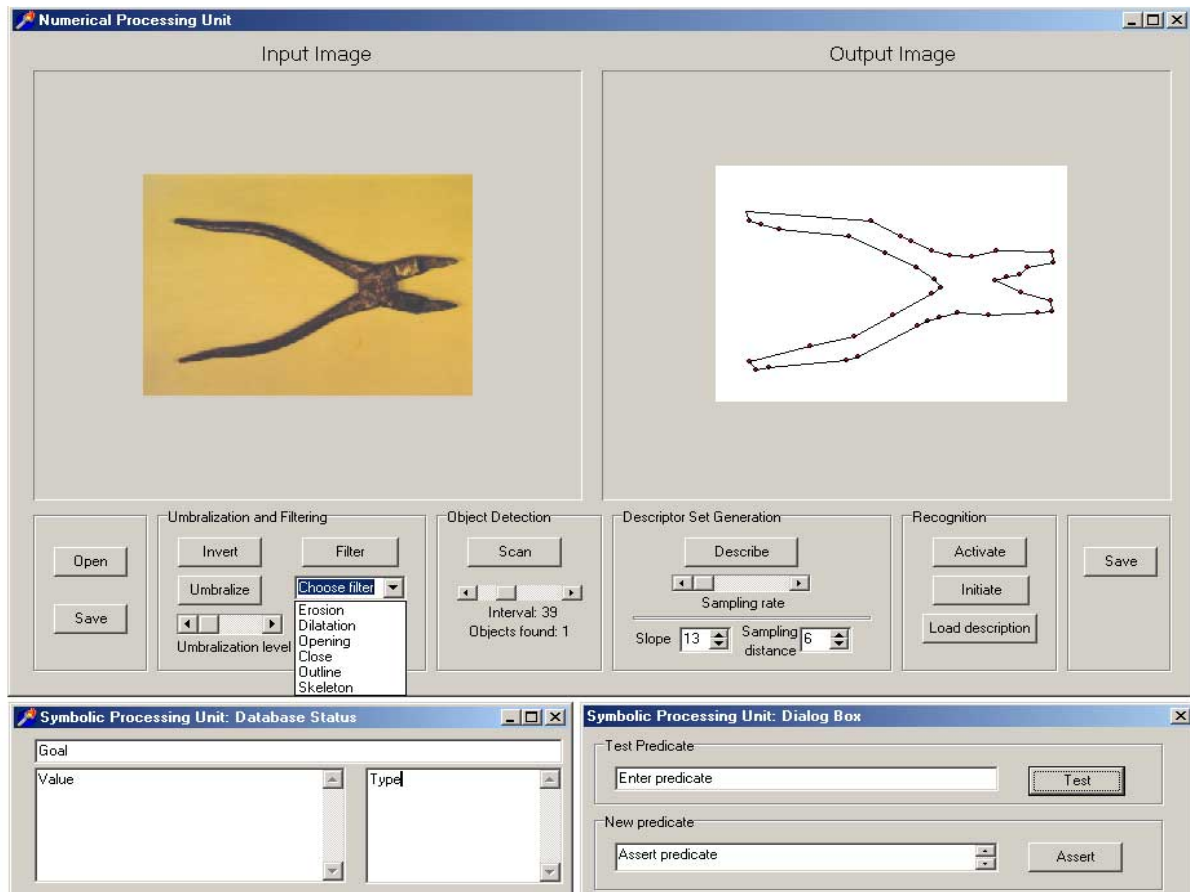 Numerical Processing Unit
Input Image
Output Image
Open
Save
Umbralization and Filtering
Invert
Filter
Umbralize
Choose filter
Erosion
Dilatation
Opening
Close
Outline
Skeleton
Umbralization level
Object Detection
Scan
Interval: 39
Objects found: 1
Descriptor Set Generation
Describe
Sampling rate
Slope 13 Sampling 6
distance
Recognition
Activate
Initiate
Load description
Save
Symbolic Processing Unit: Database Status
Goal
Value
Type
Symbolic Processing Unit: Dialog Box
Test Predicate
Enter predicate
Test
New predicate
Assert predicate
Assert